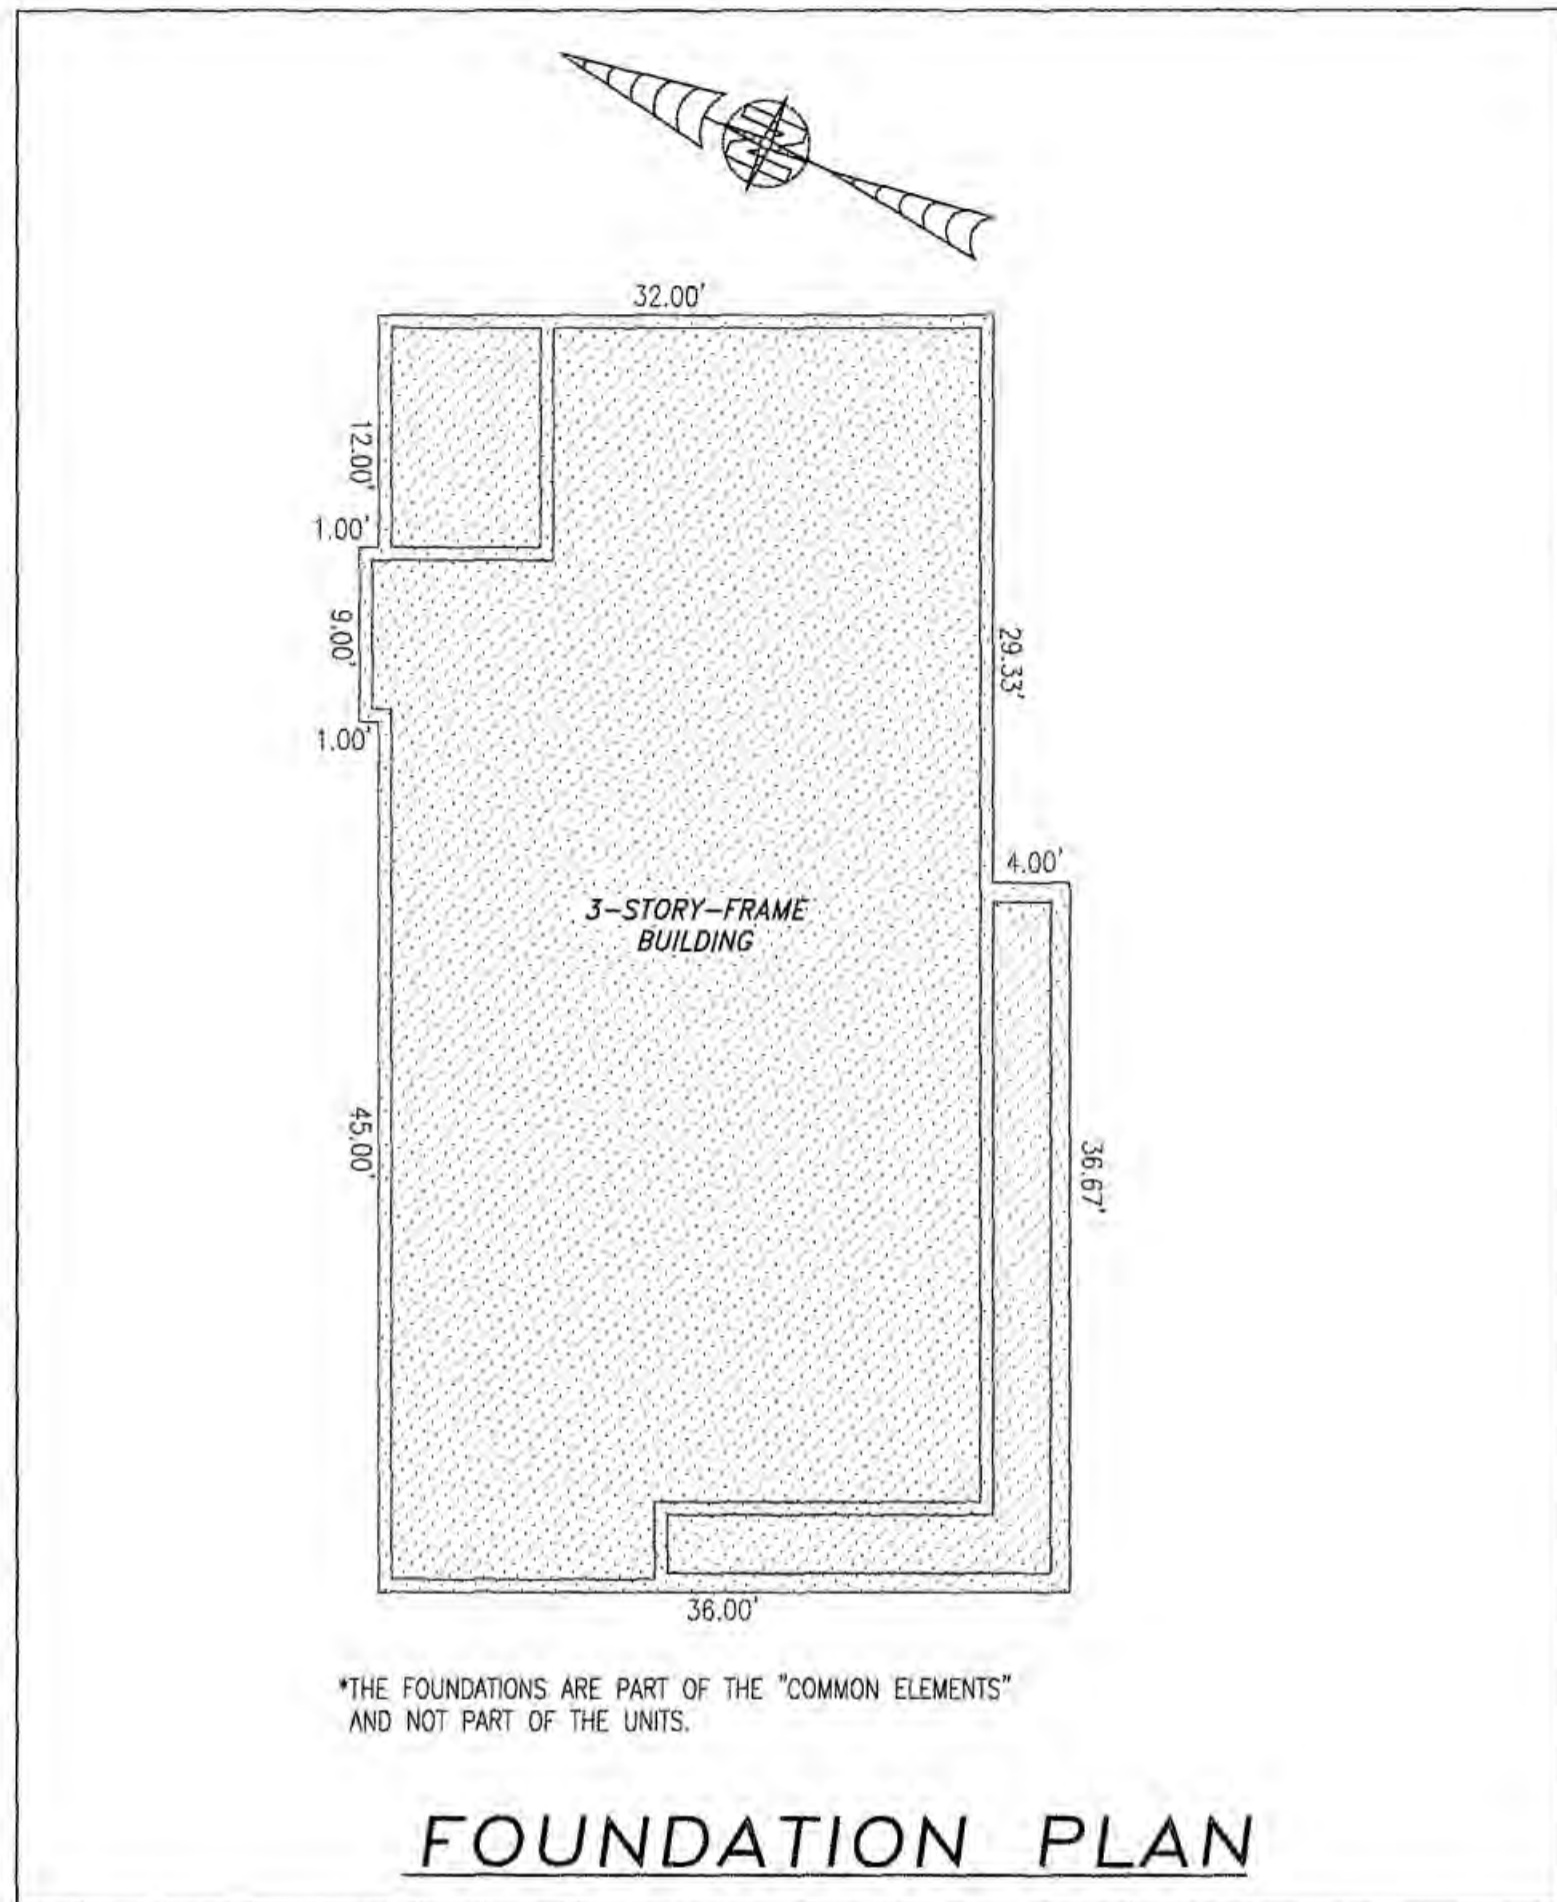 N
32.00'
12.00'
1.00'
9.00'
29.33'
1.00'
4.00'
3-STORY-FRAME
BUILDING
45.00'
36.67'
36.00'
*THE FOUNDATIONS ARE PART OF THE "COMMON ELEMENTS"
AND NOT PART OF THE UNITS.
FOUNDATION PLAN